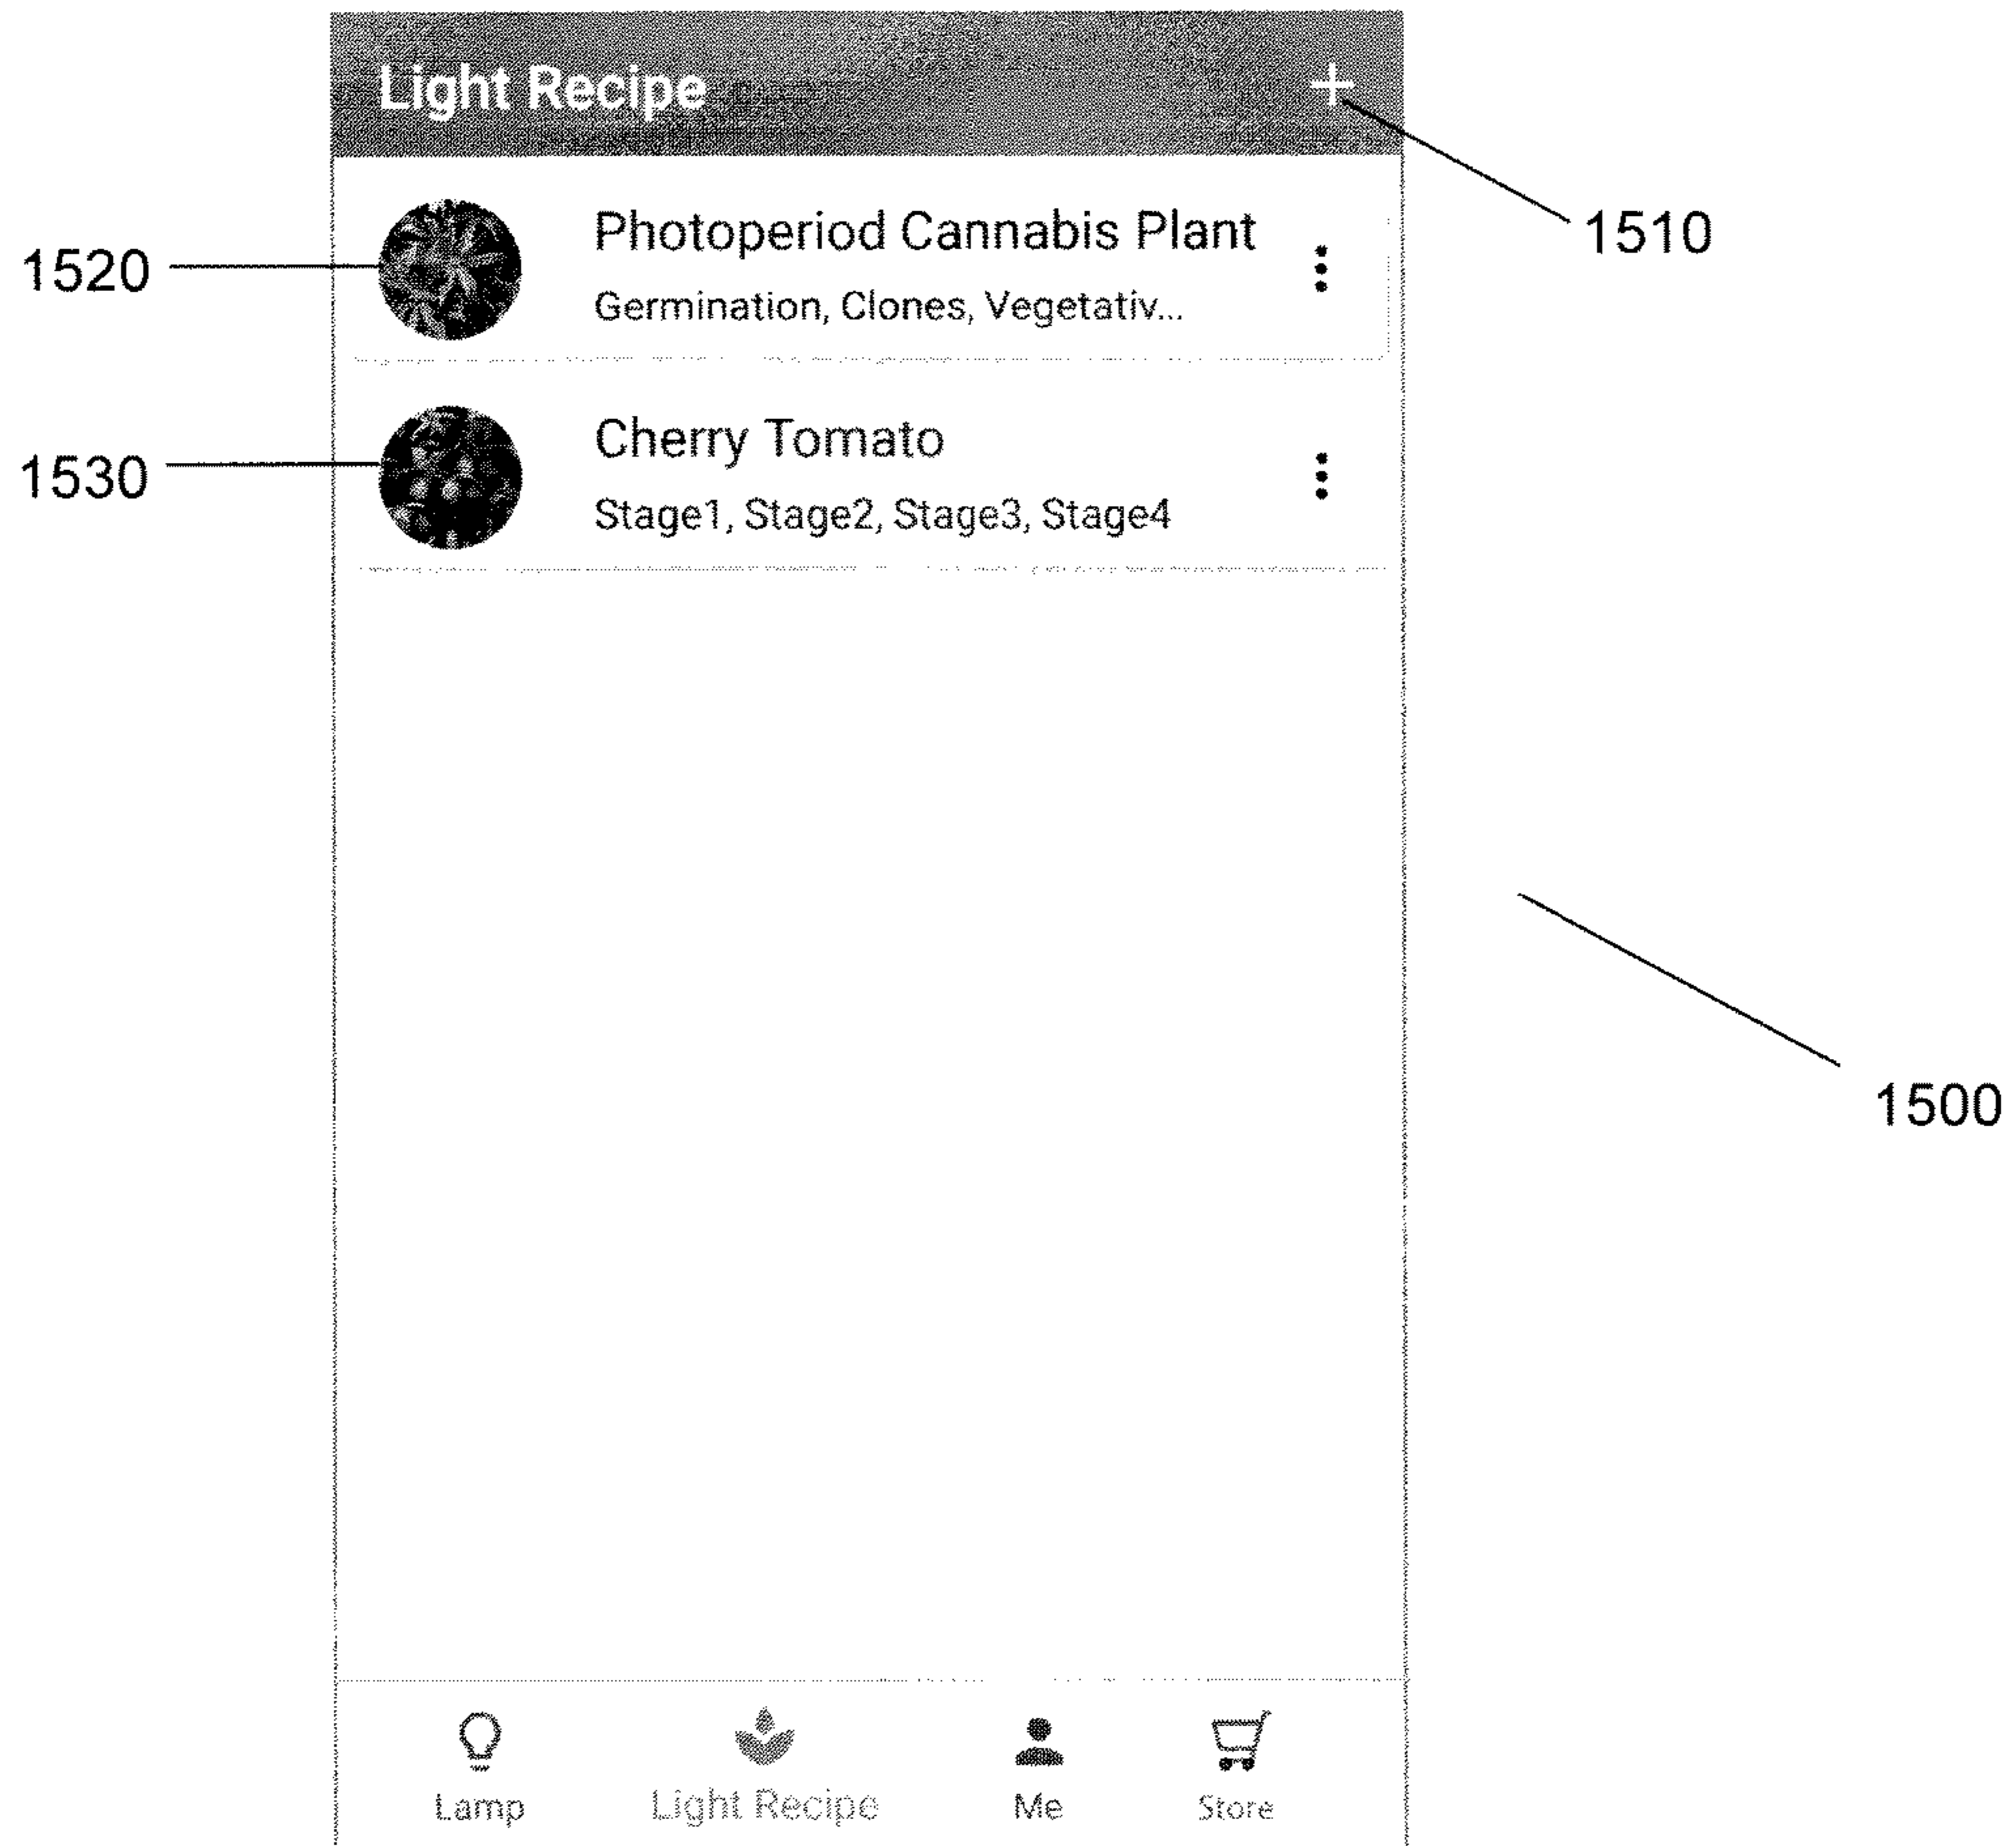 Light Recipe +
1510
1520
Photoperiod Cannabis Plant
Germination, Clones, Vegetativ...
1530
Cherry Tomato
Stage1, Stage2, Stage3, Stage4
1500
Lamp Light Recipe Me Store